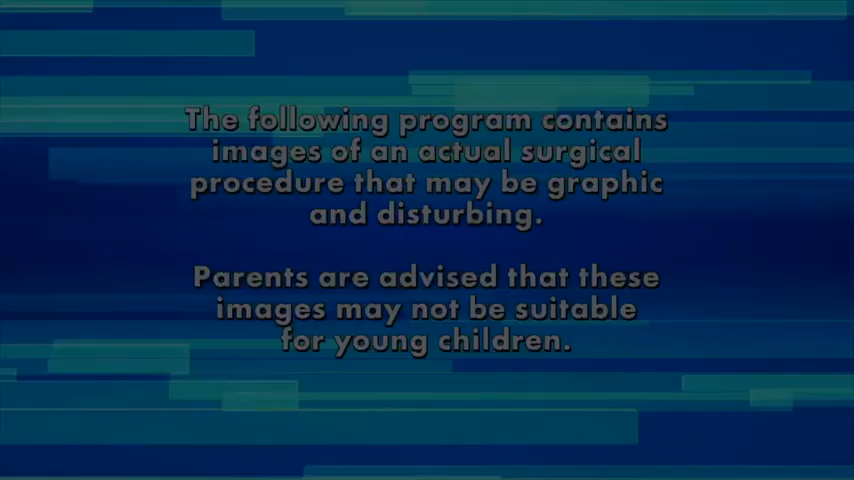 The following program contains
images of an actual surgical
procedure that may be graphic
and disturbing.
Parents are advised that these
images may not be suitable
for young children.